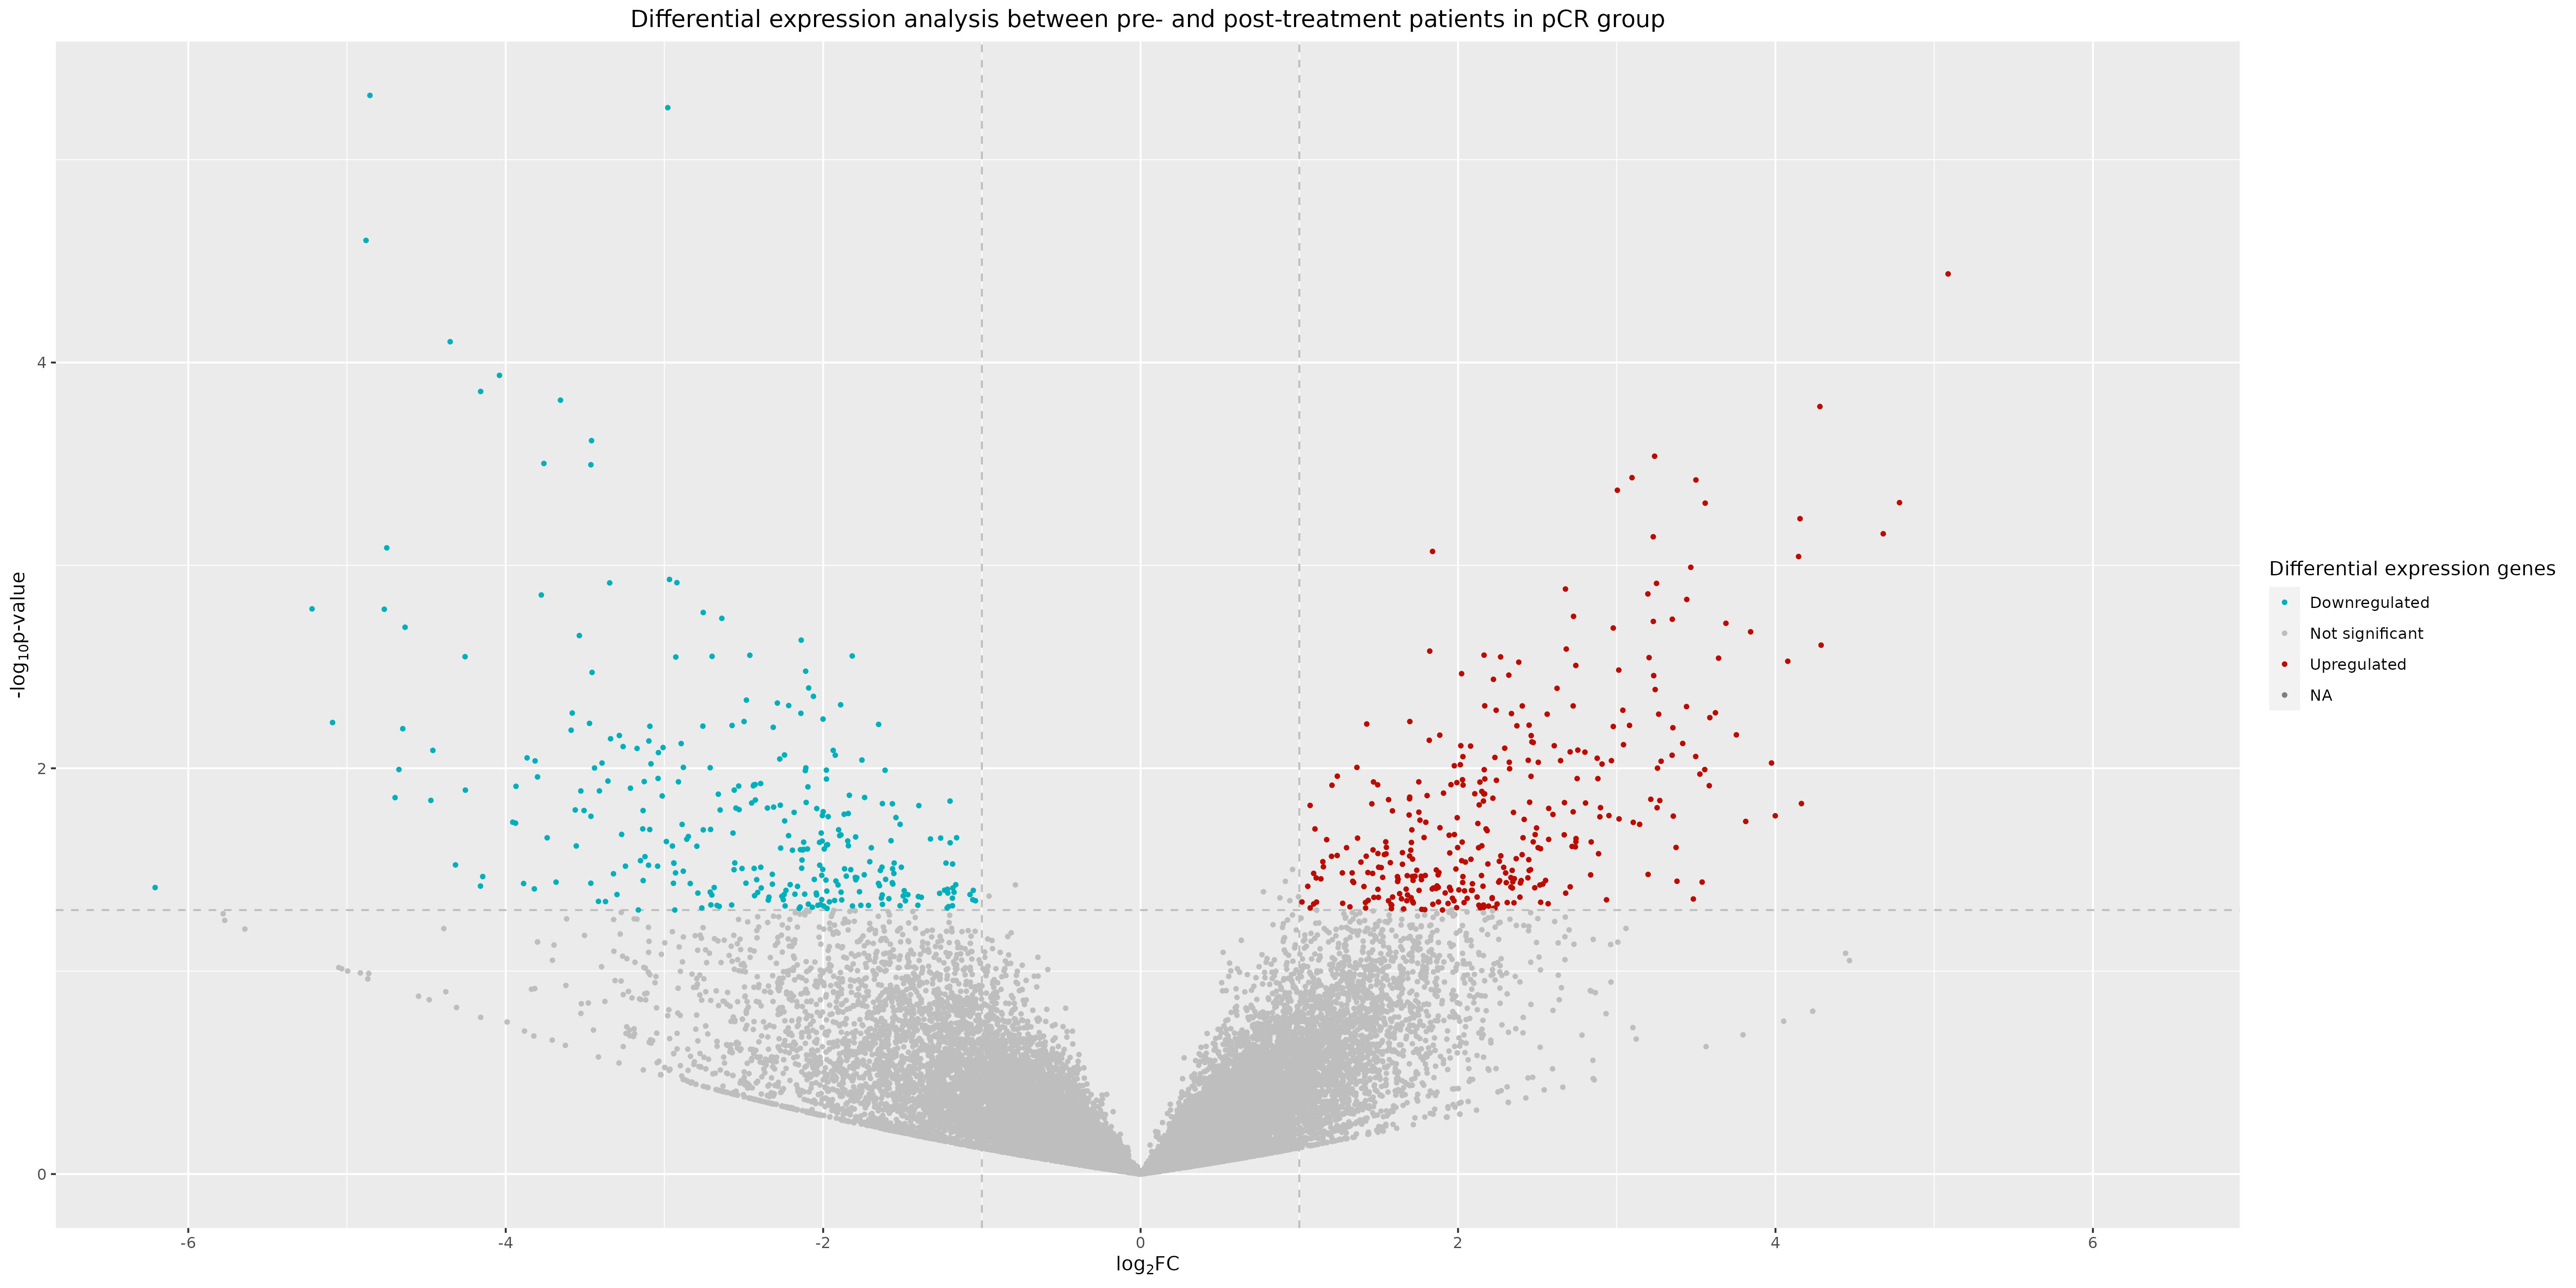 Differential expression analysis between pre- and post-treatment patients in pCR group
-log₁₀p-value
4
2
0
-6
-4
-2
0
2
4
6
log₂FC
Differential expression genes
Downregulated
Not significant
Upregulated
NA